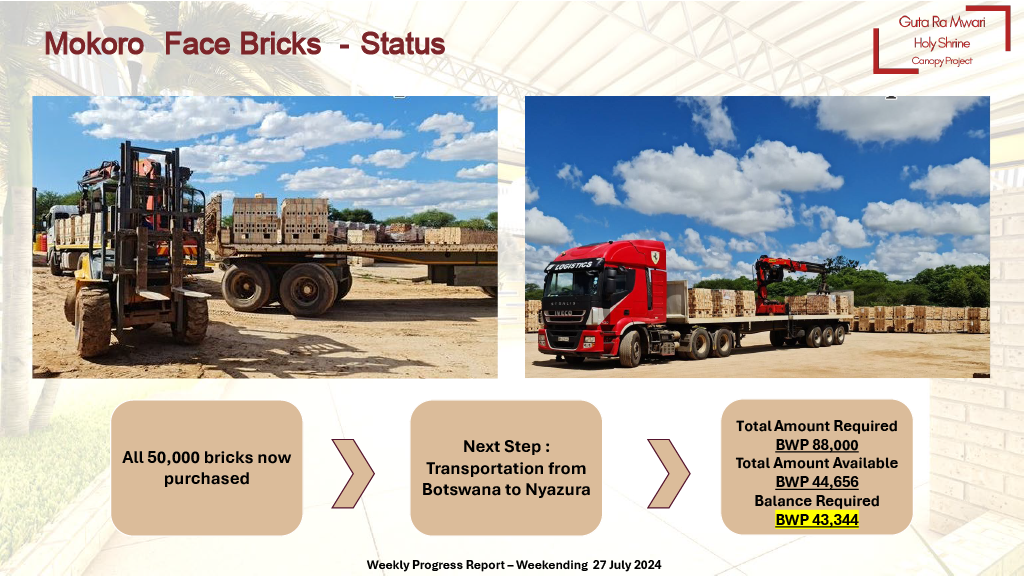 Mokoro Face Bricks - Status
Guta Ra Mwari
Holy Shrine
Canopy Project
LOGISTICS
IVECO
All 50,000 bricks now
purchased
Next Step :
Transportation from
Botswana to Nyazura
Total Amount Required
BWP 88,000
Total Amount Available
BWP 44,656
Balance Required
BWP 43,344
Weekly Progress Report – Weekending 27 July 2024